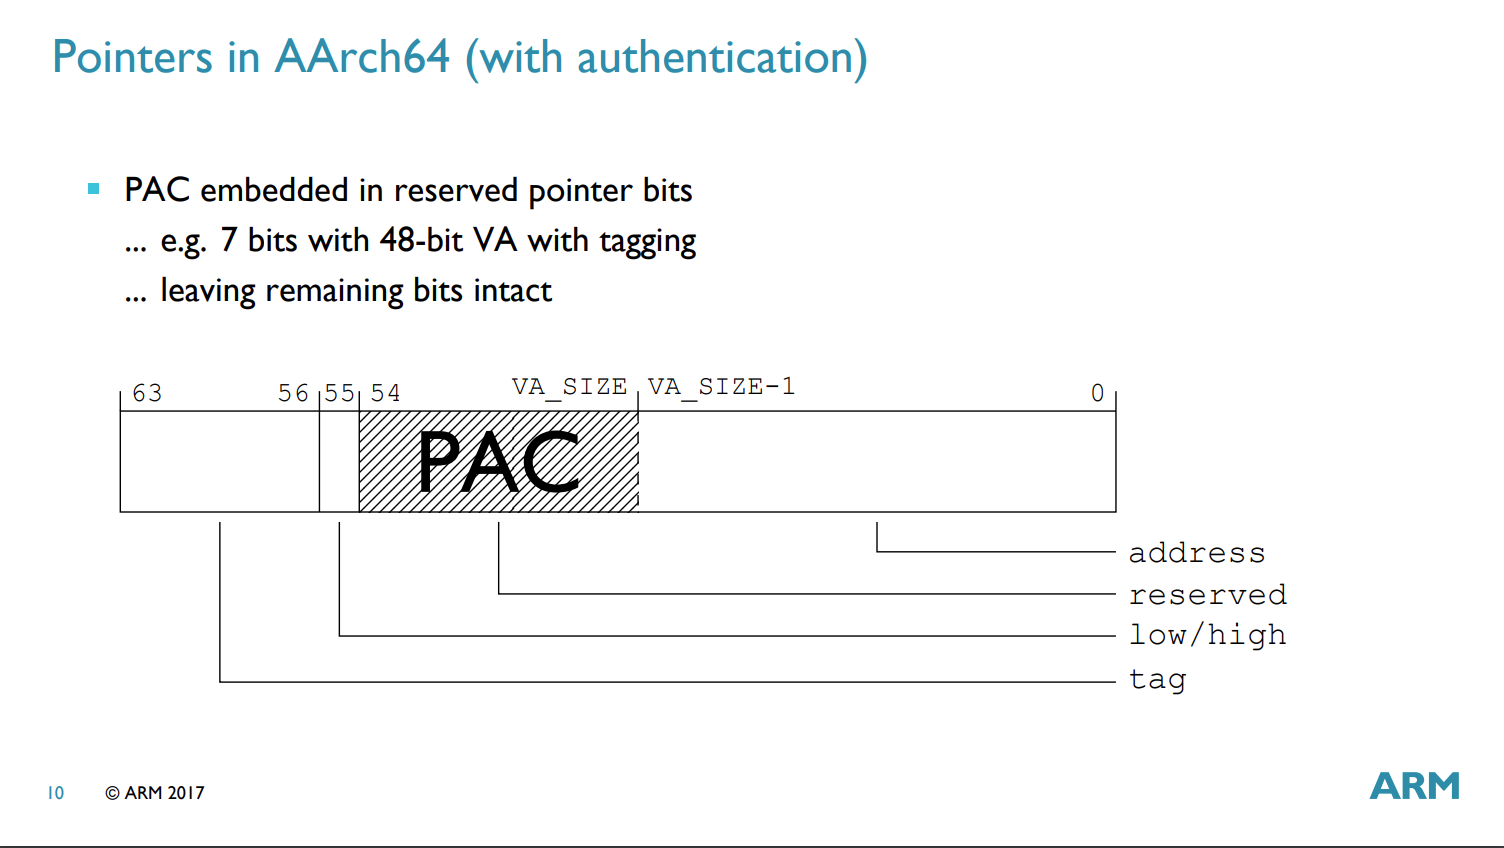 Pointers in AArch64 (with authentication)
▪ PAC embedded in reserved pointer bits
... e.g. 7 bits with 48-bit VA with tagging
... leaving remaining bits intact
63 56 55 54 VA_SIZE VA_SIZE-1 0
PAC
address
reserved
low/high
tag
10 © ARM 2017 ARM